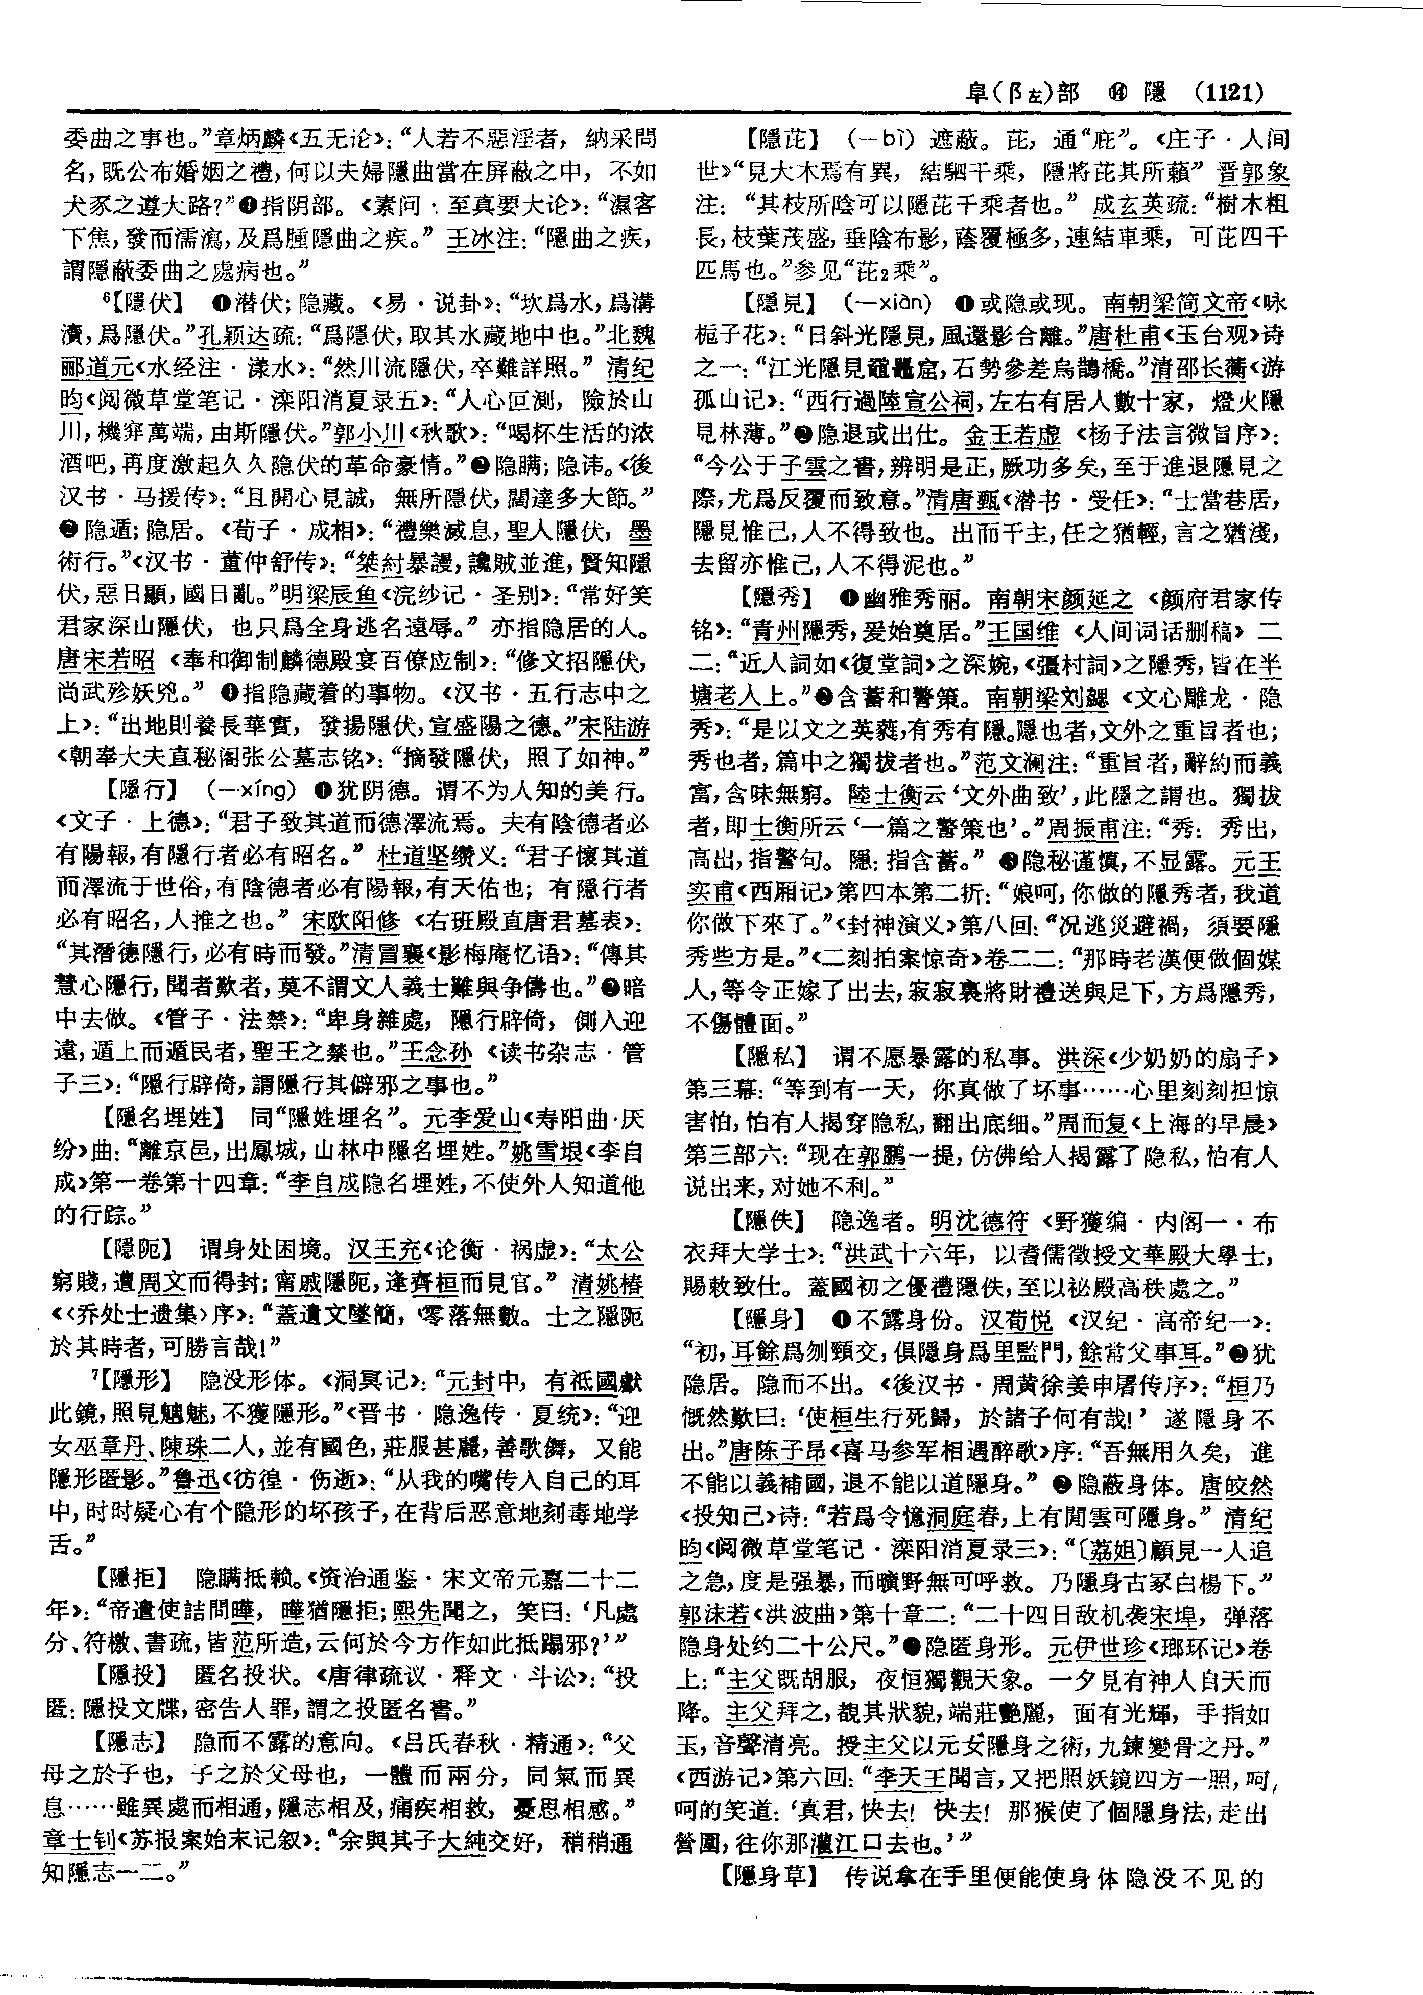 阜(阝左)部 ⑭ 隱 (1121)
委曲之事也。”章炳麟《五无论》：“人若不惡淫者，納采問
名，既公布婚姻之禮，何以夫婦隱曲當在屏蔽之中，不如
犬豕之遵大路？”❹指阴部。《素问·至真要大论》：“濕客
下焦，發而濡瀉，及爲腫隱曲之疾。”王冰注：“隱曲之疾，
謂隱蔽委曲之處病也。”
⁶【隱伏】 ❶潜伏；隐藏。《易·说卦》：“坎爲水，爲溝
瀆，爲隱伏。”孔颖达疏：“爲隱伏，取其水藏地中也。”北魏
郦道元《水经注·漾水》：“然川流隱伏，卒難詳照。”清纪
昀《阅微草堂笔记·滦阳消夏录五》：“人心叵测，險於山
川，機穽萬端，由斯隱伏。”郭小川《秋歌》：“喝杯生活的浓
酒吧，再度激起久久隐伏的革命豪情。”❷隐瞒；隐讳。《後
汉书·马援传》：“且開心見誠，無所隱伏，闊達多大節。”
❸隐遁；隐居。《荀子·成相》：“禮樂滅息，聖人隱伏，墨
術行。”《汉书·董仲舒传》：“桀紂暴謾，讒賊並進，賢知隱
伏，惡日顯，國日亂。”明梁辰鱼《浣纱记·圣别》：“常好笑
君家深山隱伏，也只爲全身逃名遠辱。”亦指隐居的人。
唐宋若昭《奉和御制麟德殿宴百僚应制》：“修文招隱伏，
尚武殄妖兇。”❹指隐藏着的事物。《汉书·五行志中之
上》：“出地則養長華實，發揚隱伏，宣盛陽之德。”宋陆游
《朝奉大夫直秘阁张公墓志铭》：“摘發隱伏，照了如神。”
【隱行】 (—xíng) ❶犹阴德。谓不为人知的美行。
《文子·上德》：“君子致其道而德澤流焉。夫有陰德者必
有陽報，有隱行者必有昭名。”杜道坚缵义：“君子懷其道
而澤流于世俗，有陰德者必有陽報，有天佑也；有隱行者
必有昭名，人推之也。”宋欧阳修《右班殿直唐君墓表》：
“其潛德隱行，必有時而發。”清冒襄《影梅庵忆语》：“傳其
慧心隱行，聞者歎者，莫不謂文人義士難與争儔也。”❷暗
中去做。《管子·法禁》：“卑身雜處，隱行辟倚，側入迎
遠，遁上而遁民者，聖王之禁也。”王念孙《读书杂志·管
子三》：“隱行辟倚，謂隱行其僻邪之事也。”
【隱名埋姓】 同“隱姓埋名”。元李爱山《寿阳曲·厌
纷》曲：“離京邑，出鳳城，山林中隱名埋姓。”姚雪垠《李自
成》第一卷第十四章：“李自成隐名埋姓，不使外人知道他
的行踪。”
【隱阨】 谓身处困境。汉王充《论衡·祸虚》：“太公
窮賤，遭周文而得封；甯戚隱阨，逢齊桓而見官。”清姚椿
《〈乔处士遗集〉序》：“蓋遺文墜簡，零落無數。士之隱阨
於其時者，可勝言哉！”
⁷【隱形】 隐没形体。《洞冥记》：“元封中，有祇國獻
此鏡，照見魑魅，不獲隱形。”《晋书·隐逸传·夏统》：“迎
女巫章丹、陳珠二人，並有國色，莊服甚麗，善歌儛，又能
隱形匿影。”鲁迅《彷徨·伤逝》：“从我的嘴传入自己的耳
中，时时疑心有个隐形的坏孩子，在背后恶意地刻毒地学
舌。”
【隱拒】 隐瞒抵赖。《资治通鉴·宋文帝元嘉二十二
年》：“帝遣使詰問曄，曄猶隱拒；熙先聞之，笑曰：‘凡處
分、符檄、書疏，皆范所造，云何於今方作如此抵蹋邪？’”
【隱投】 匿名投状。《唐律疏议·释文·斗讼》：“投
匿：隱投文牒，密告人罪，謂之投匿名書。”
【隱志】 隐而不露的意向。《吕氏春秋·精通》：“父
母之於子也，子之於父母也，一體而兩分，同氣而異
息……雖異處而相通，隱志相及，痛疾相救，憂思相感。”
章士钊《苏报案始末记叙》：“余與其子大純交好，稍稍通
知隱志一二。”
【隱芘】 (—bì) 遮蔽。芘，通“庇”。《庄子·人间
世》“見大木焉有異，結駟千乘，隱將芘其所藾”晋郭象
注：“其枝所陰可以隱芘千乘者也。”成玄英疏：“樹木粗
長，枝葉茂盛，垂陰布影，蔭覆極多，連結車乘，可芘四千
匹馬也。”参见“芘₂乘”。
【隱見】 (—xiàn) ❶或隐或现。南朝梁简文帝《咏
栀子花》：“日斜光隱見，風還影合離。”唐杜甫《玉台观》诗
之一：“江光隱見黿鼉窟，石勢參差烏鵲橋。”清邵长蘅《游
孤山记》：“西行過陸宣公祠，左右有居人數十家，燈火隱
見林薄。”❷隐退或出仕。金王若虚《杨子法言微旨序》：
“今公于子雲之書，辨明是正，厥功多矣，至于進退隱見之
際，尤爲反覆而致意。”清唐甄《潜书·受任》：“士當巷居，
隱見惟己，人不得致也。出而干主，任之猶輕，言之猶淺，
去留亦惟己，人不得泥也。”
【隱秀】 ❶幽雅秀丽。南朝宋颜延之《颜府君家传
铭》：“青州隱秀，爰始奠居。”王国维《人间词话删稿》二
二：“近人詞如《復堂詞》之深婉，《彊村詞》之隱秀，皆在半
塘老人上。”❷含蓄和警策。南朝梁刘勰《文心雕龙·隐
秀》：“是以文之英蕤，有秀有隱。隱也者，文外之重旨者也；
秀也者，篇中之獨拔者也。”范文澜注：“重旨者，辭約而義
富，含味無窮。陸士衡云‘文外曲致’，此隱之謂也。獨拔
者，即士衡所云‘一篇之警策也’。”周振甫注：“秀：秀出，
高出，指警句。隱：指含蓄。”❸隐秘谨慎，不显露。元王
实甫《西厢记》第四本第二折：“娘呵，你做的隱秀者，我道
你做下來了。”《封神演义》第八回：“况逃災避禍，須要隱
秀些方是。”《二刻拍案惊奇》卷二二：“那時老漢便做個媒
人，等令正嫁了出去，寂寂裏將財禮送與足下，方爲隱秀，
不傷體面。”
【隱私】 谓不愿暴露的私事。洪深《少奶奶的扇子》
第三幕：“等到有一天，你真做了坏事……心里刻刻担惊
害怕，怕有人揭穿隐私，翻出底细。”周而复《上海的早晨》
第三部六：“现在郭鹏一提，仿佛给人揭露了隐私，怕有人
说出来，对她不利。”
【隱佚】 隐逸者。明沈德符《野獲编·内阁一·布
衣拜大学士》：“洪武十六年，以耆儒徵授文華殿大學士，
賜敕致仕。蓋國初之優禮隱佚，至以祕殿高秩處之。”
【隱身】 ❶不露身份。汉荀悦《汉纪·高帝纪一》：
“初，耳餘爲刎頸交，俱隱身爲里監門，餘常父事耳。”❷犹
隐居。隐而不出。《後汉书·周黄徐姜申屠传序》：“桓乃
慨然歎曰：‘使桓生行死歸，於諸子何有哉！’遂隱身不
出。”唐陈子昂《喜马参军相遇醉歌》序：“吾無用久矣，進
不能以義補國，退不能以道隱身。”❸隐蔽身体。唐皎然
《投知己》诗：“若爲令憶洞庭春，上有閒雲可隱身。”清纪
昀《阅微草堂笔记·滦阳消夏录三》：“〔荔姐〕顧見一人追
之急，度是强暴，而曠野無可呼救。乃隱身古冢白楊下。”
郭沫若《洪波曲》第十章二：“二十四日敌机袭宋埠，弹落
隐身处约二十公尺。”❹隐匿身形。元伊世珍《瑯环记》卷
上：“主父既胡服，夜恒獨觀天象。一夕見有神人自天而
降。主父拜之，覩其狀貌，端莊艷麗，面有光輝，手指如
玉，音聲清亮。授主父以元女隱身之術，九鍊變骨之丹。”
《西游记》第六回：“李天王聞言，又把照妖鏡四方一照，呵
呵的笑道：‘真君，快去！快去！那猴使了個隱身法，走出
營圍，往你那灌江口去也。’”
【隱身草】 传说拿在手里便能使身体隐没不见的